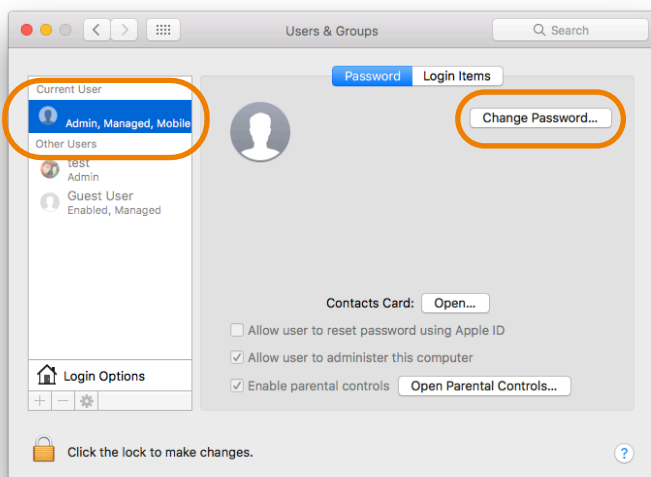 Users & Groups
Search
Password
Login Items
Current User
Admin, Managed, Mobile
Other Users
test
Admin
Guest User
Enabled, Managed
Change Password...
Contacts Card:
Open...
Allow user to reset password using Apple ID
Allow user to administer this computer
Enable parental controls
Open Parental Controls...
Login Options
Click the lock to make changes.
?